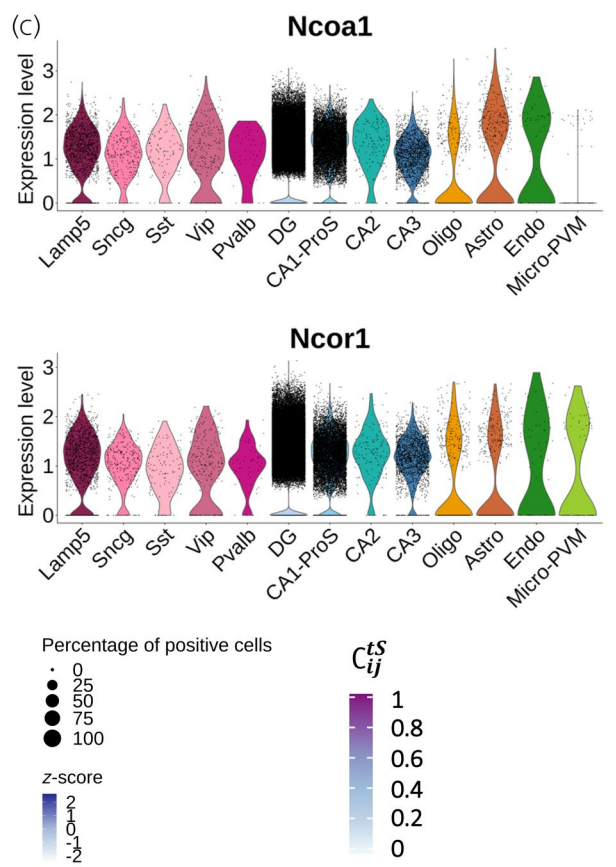 (c)
Ncoa1
Expression level
3
2
1
0
Lamp5 Sncg Sst Vip Pvalb DG CA1-ProS CA2 CA3 Oligo Astro Endo Micro-PVM
Ncor1
Expression level
3
2
1
0
Lamp5 Sncg Sst Vip Pvalb DG CA1-ProS CA2 CA3 Oligo Astro Endo Micro-PVM
Percentage of positive cells
0
25
50
75
100
z-score
2
1
0
-1
-2
C_{ij}^{tS}
1
0.8
0.6
0.4
0.2
0